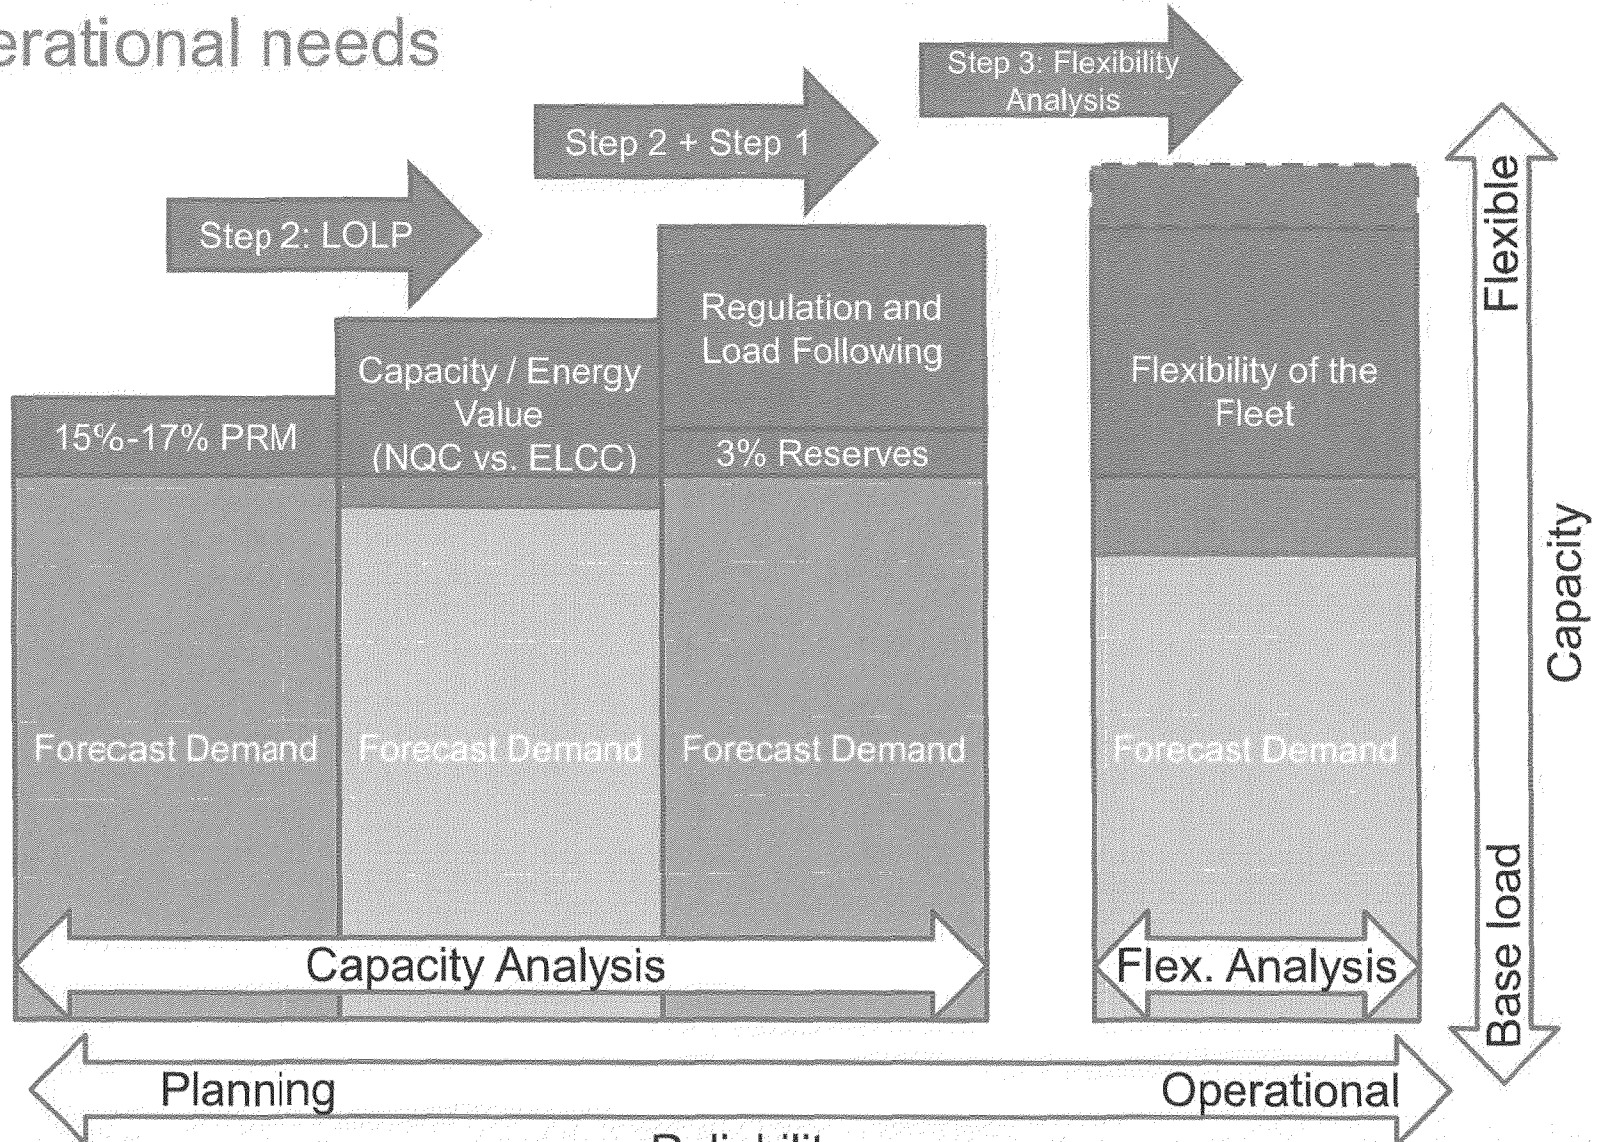 erational needs
Step 3: Flexibility
Analysis
Step 2 + Step 1
Step 2: LOLP
Regulation and
Load Following
3% Reserves
Capacity / Energy
Value
(NQC vs. ELCC)
15%-17% PRM
Flexibility of the
Fleet
Flexible
Capacity
Base load
Forecast Demand
Forecast Demand
Forecast Demand
Forecast Demand
Capacity Analysis
Flex. Analysis
Planning
Operational